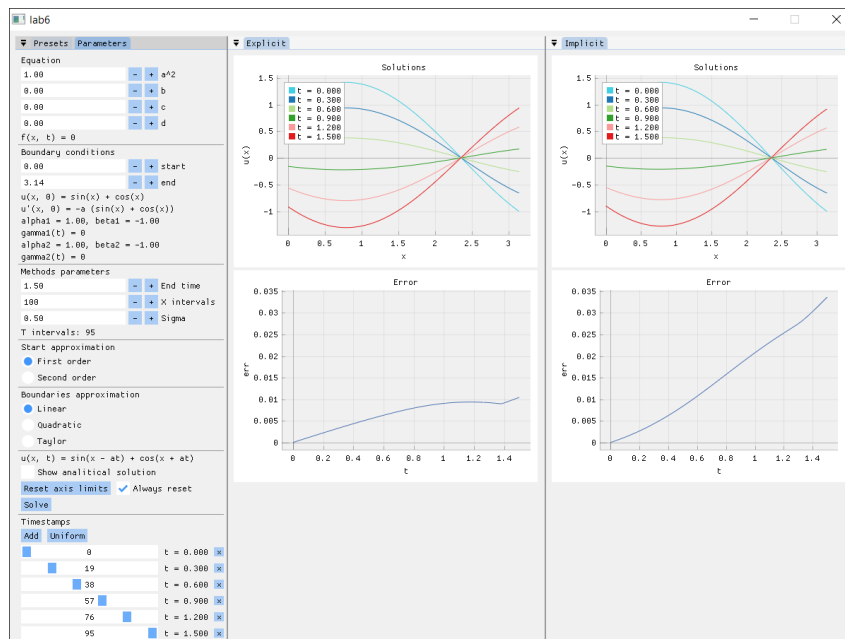 lab6
Presets Parameters
Equation
1.00 - + a^2
0.00 - + b
0.00 - + c
0.00 - + d
f(x, t) = 0
Boundary conditions
0.00 - + start
3.14 - + end
u(x, 0) = sin(x) + cos(x)
u'(x, 0) = -a (sin(x) + cos(x))
alpha1 = 1.00, beta1 = -1.00
gamma1(t) = 0
alpha2 = 1.00, beta2 = -1.00
gamma2(t) = 0
Methods parameters
1.50 - + End time
100 - + X intervals
0.50 - + Sigma
T intervals: 95
Start approximation
First order
Second order
Boundaries approximation
Linear
Quadratic
Taylor
u(x, t) = sin(x - at) + cos(x + at)
Show analitical solution
Reset axis limits Always reset
Solve
Timestamps
Add Uniform
0 t = 0.000 x
19 t = 0.300 x
38 t = 0.600 x
57 t = 0.900 x
76 t = 1.200 x
95 t = 1.500 x
Explicit
Solutions
1.5
1
0.5
0
-0.5
-1
u(x)
t = 0.000
t = 0.300
t = 0.600
t = 0.900
t = 1.200
t = 1.500
0 0.5 1 1.5 2 2.5 3
x
Error
0.035
0.03
0.025
0.02
0.015
0.01
0.005
0
err
0 0.2 0.4 0.6 0.8 1 1.2 1.4
t
Implicit
Solutions
1.5
1
0.5
0
-0.5
-1
u(x)
t = 0.000
t = 0.300
t = 0.600
t = 0.900
t = 1.200
t = 1.500
0 0.5 1 1.5 2 2.5 3
x
Error
0.035
0.03
0.025
0.02
0.015
0.01
0.005
0
err
0 0.2 0.4 0.6 0.8 1 1.2 1.4
t